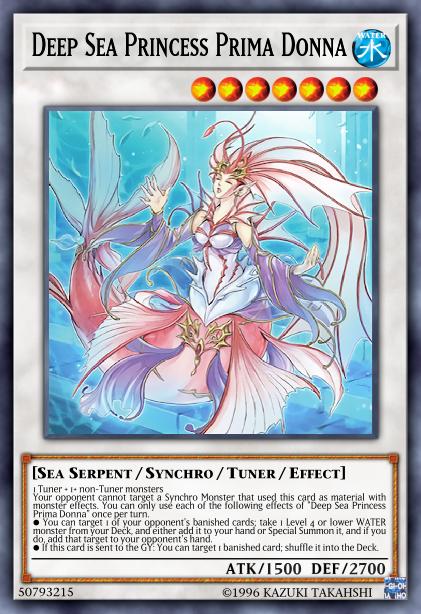 DEEP SEA PRINCESS PRIMA DONNA
WATER
水
[SEA SERPENT / SYNCHRO / TUNER / EFFECT]
1 Tuner + 1+ non-Tuner monsters
Your opponent cannot target a Synchro Monster that used this card as material with
monster effects. You can only use each of the following effects of "Deep Sea Princess
Prima Donna" once per turn.
● You can target 1 of your opponent's banished cards; take 1 Level 4 or lower WATER
monster from your Deck, and either add it to your hand or Special Summon it, and if you
do, add that target to your opponent's hand.
● If this card is sent to the GY: You can target 1 banished card; shuffle it into the Deck.
ATK/1500 DEF/2700
50793215
©1996 KAZUKI TAKAHSHI